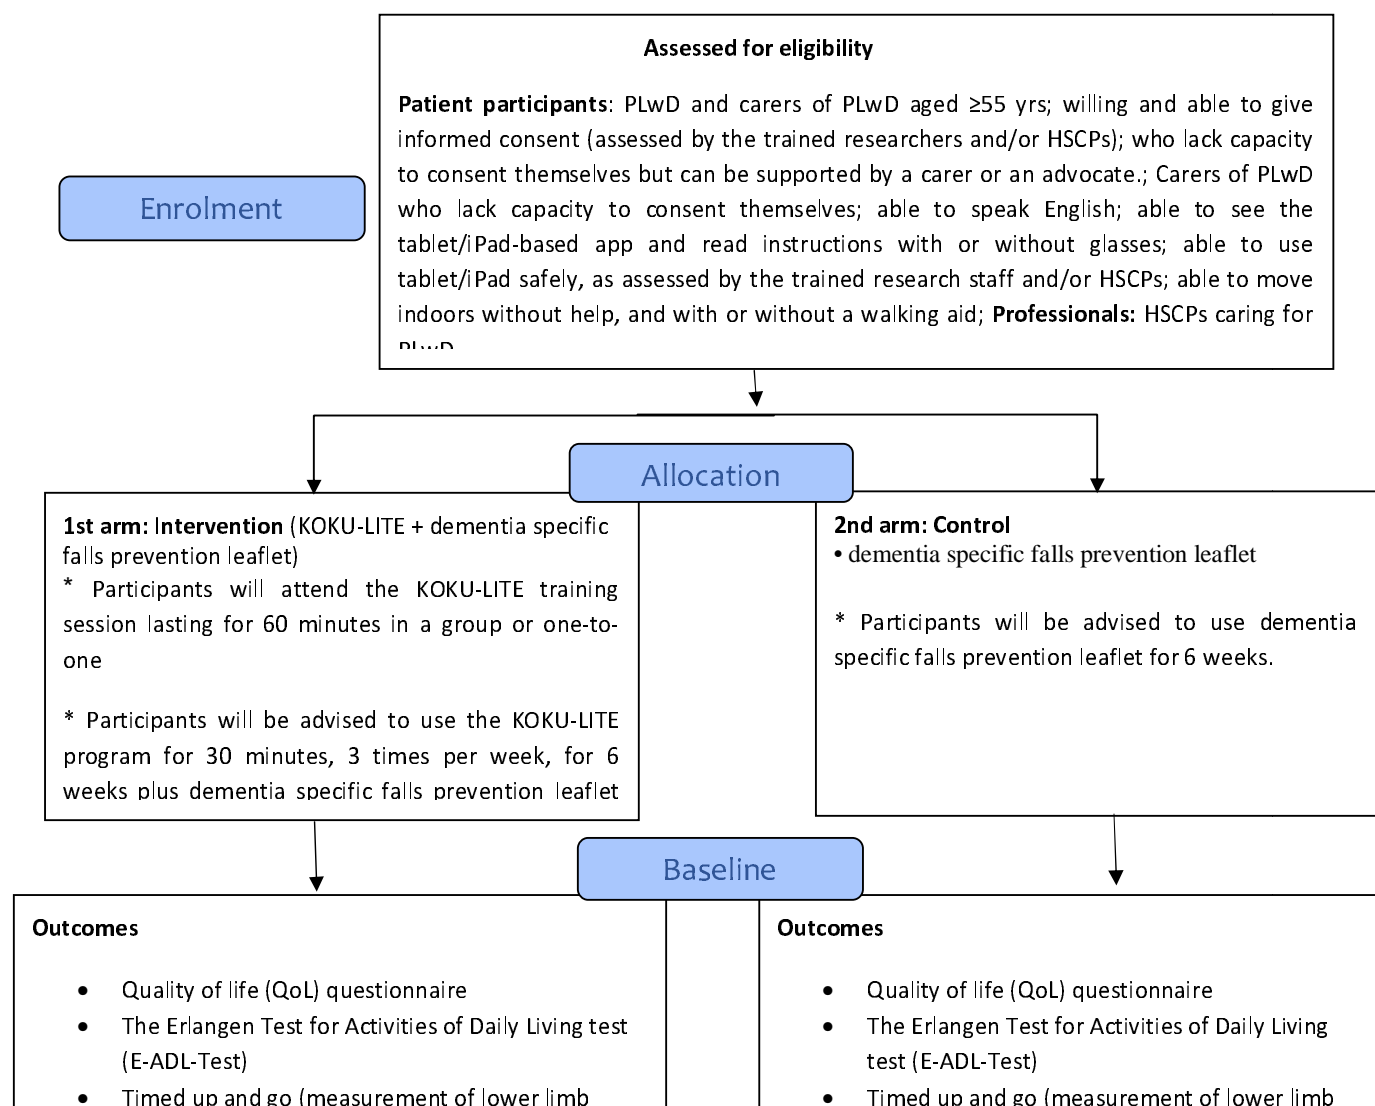 Assessed for eligibility
Patient participants: PLwD and carers of PLwD aged ≥55 yrs; willing and able to give
informed consent (assessed by the trained researchers and/or HSCPs); who lack capacity
to consent themselves but can be supported by a carer or an advocate.; Carers of PLwD
who lack capacity to consent themselves; able to speak English; able to see the
tablet/iPad-based app and read instructions with or without glasses; able to use
tablet/iPad safely, as assessed by the trained research staff and/or HSCPs; able to move
indoors without help, and with or without a walking aid; Professionals: HSCPs caring for
PLwD
Enrolment
Allocation
1st arm: Intervention (KOKU-LITE + dementia specific
falls prevention leaflet)
* Participants will attend the KOKU-LITE training
session lasting for 60 minutes in a group or one-to-
one
* Participants will be advised to use the KOKU-LITE
program for 30 minutes, 3 times per week, for 6
weeks plus dementia specific falls prevention leaflet
2nd arm: Control
• dementia specific falls prevention leaflet
* Participants will be advised to use dementia
specific falls prevention leaflet for 6 weeks.
Baseline
Outcomes
• Quality of life (QoL) questionnaire
• The Erlangen Test for Activities of Daily Living test
(E-ADL-Test)
• Timed up and go (measurement of lower limb
Outcomes
• Quality of life (QoL) questionnaire
• The Erlangen Test for Activities of Daily Living
test (E-ADL-Test)
• Timed up and go (measurement of lower limb